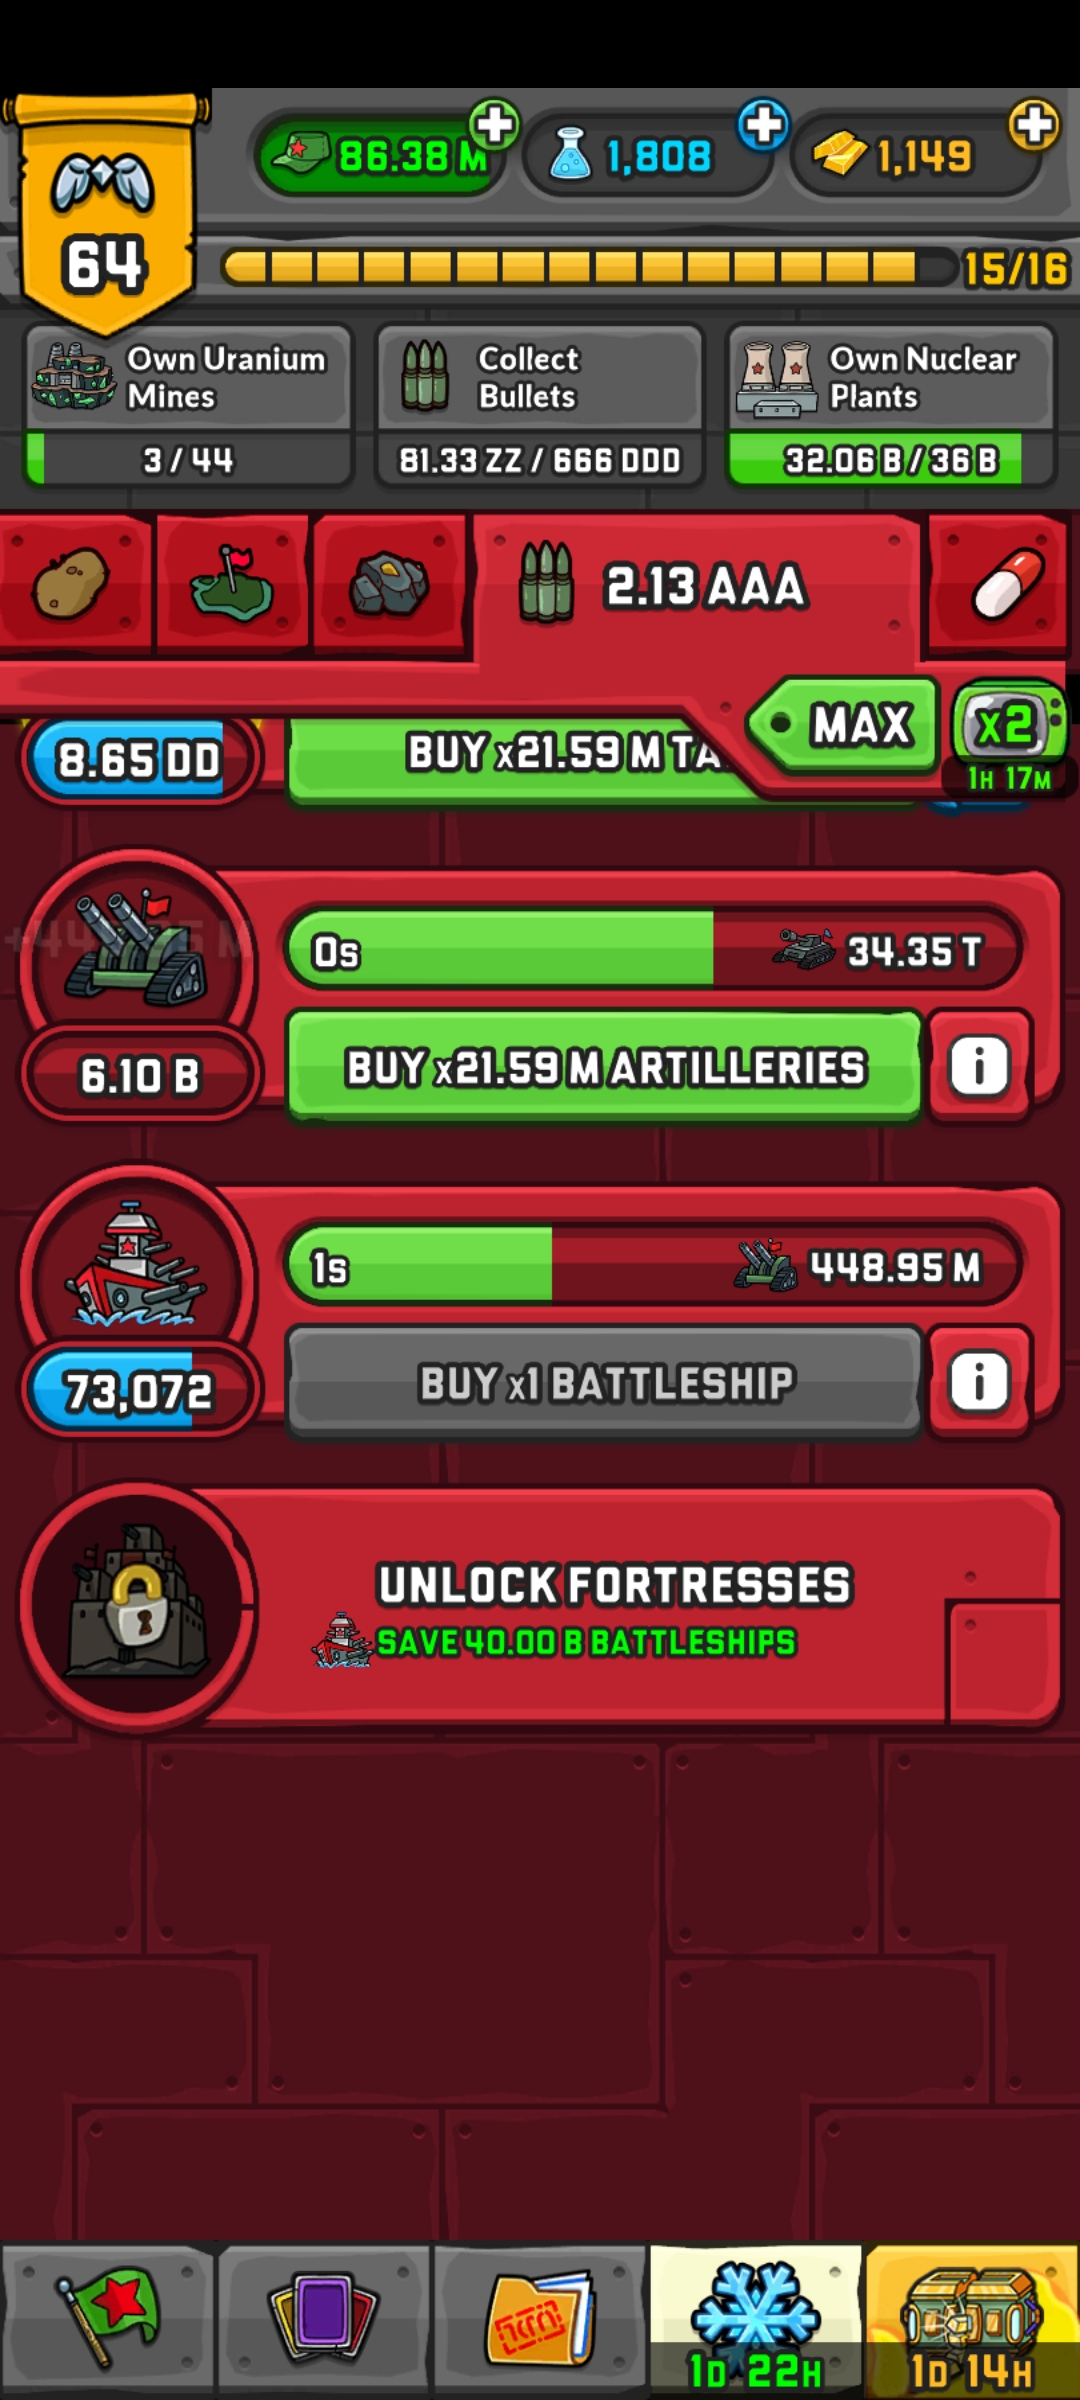 86.38 M
1,808
1,149
64
15/16
Own Uranium
Mines
3 / 44
Collect
Bullets
81.33 ZZ / 666 DDD
Own Nuclear
Plants
32.06 B / 36 B
2.13 AAA
MAX
x2
1H 17M
8.65 DD
BUY x21.59 M TA
0s
34.35 T
6.10 B
BUY x21.59 M ARTILLERIES
i
1s
448.95 M
73,072
BUY x1 BATTLESHIP
i
UNLOCK FORTRESSES
SAVE 40.00 B BATTLESHIPS
1D 22H
1D 14H